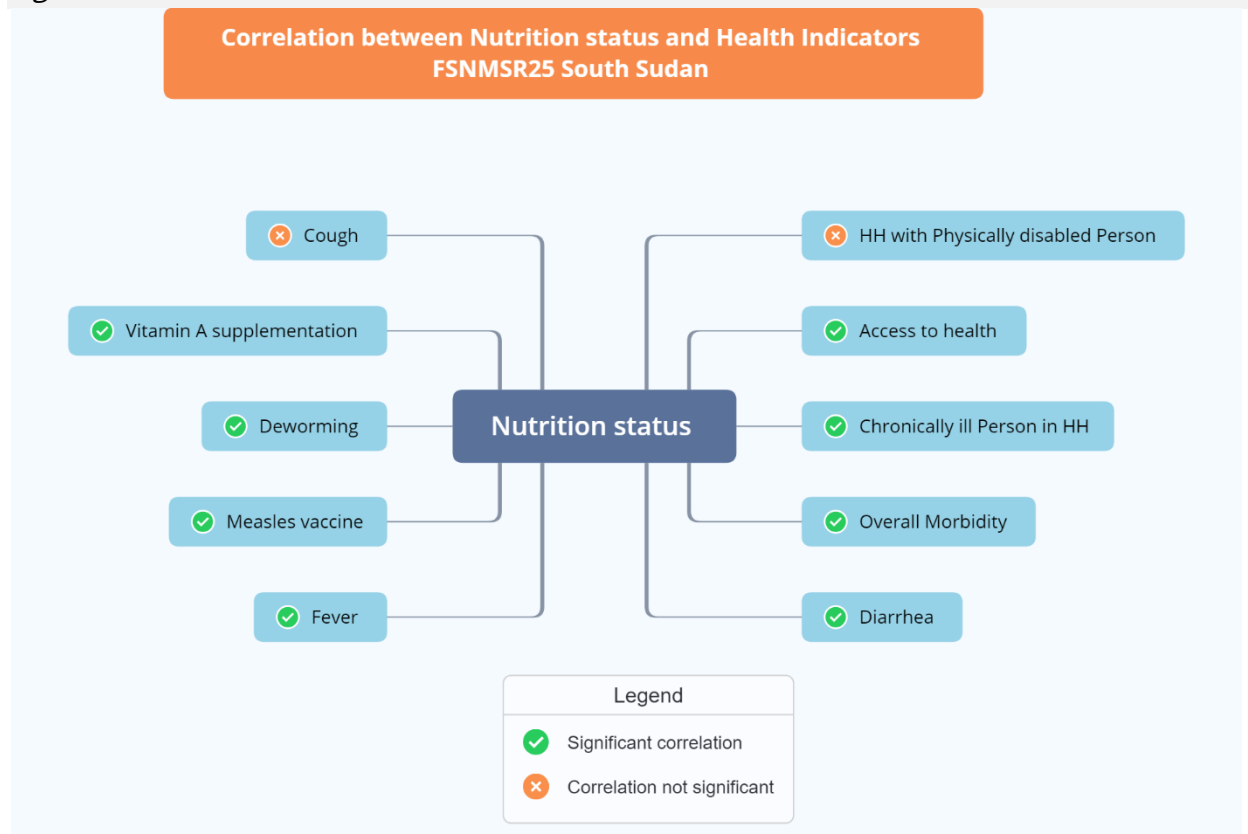 Correlation between Nutrition status and Health Indicators
FSNMSR25 South Sudan
Cough
HH with Physically disabled Person
Vitamin A supplementation
Access to health
Deworming
Nutrition status
Chronically ill Person in HH
Measles vaccine
Overall Morbidity
Fever
Diarrhea
Legend
Significant correlation
Correlation not significant